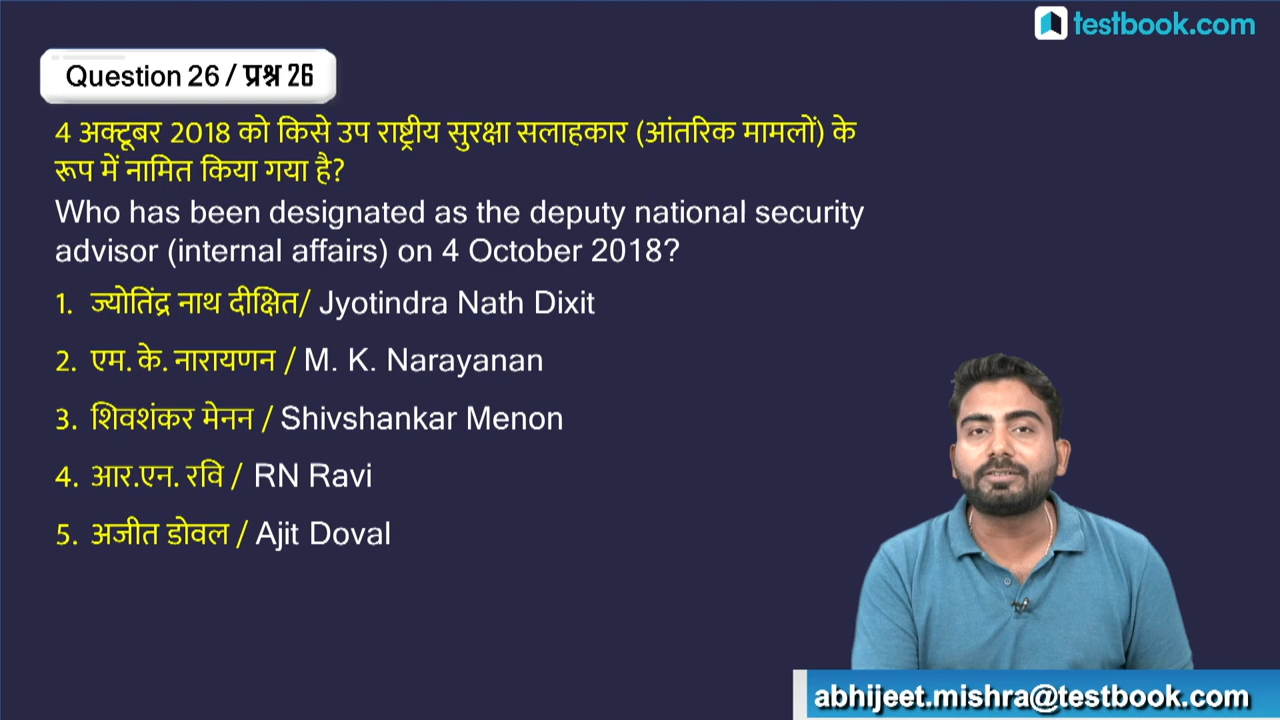 testbook.com
Question 26 / प्रश्न 26
4 अक्टूबर 2018 को किसे उप राष्ट्रीय सुरक्षा सलाहकार (आंतरिक मामलों) के
रूप में नामित किया गया है?
Who has been designated as the deputy national security
advisor (internal affairs) on 4 October 2018?
1. ज्योतिंद्र नाथ दीक्षित/ Jyotindra Nath Dixit
2. एम. के. नारायणन / M. K. Narayanan
3. शिवशंकर मेनन / Shivshankar Menon
4. आर.एन. रवि / RN Ravi
5. अजीत डोवल / Ajit Doval
abhijeet.mishra@testbook.com